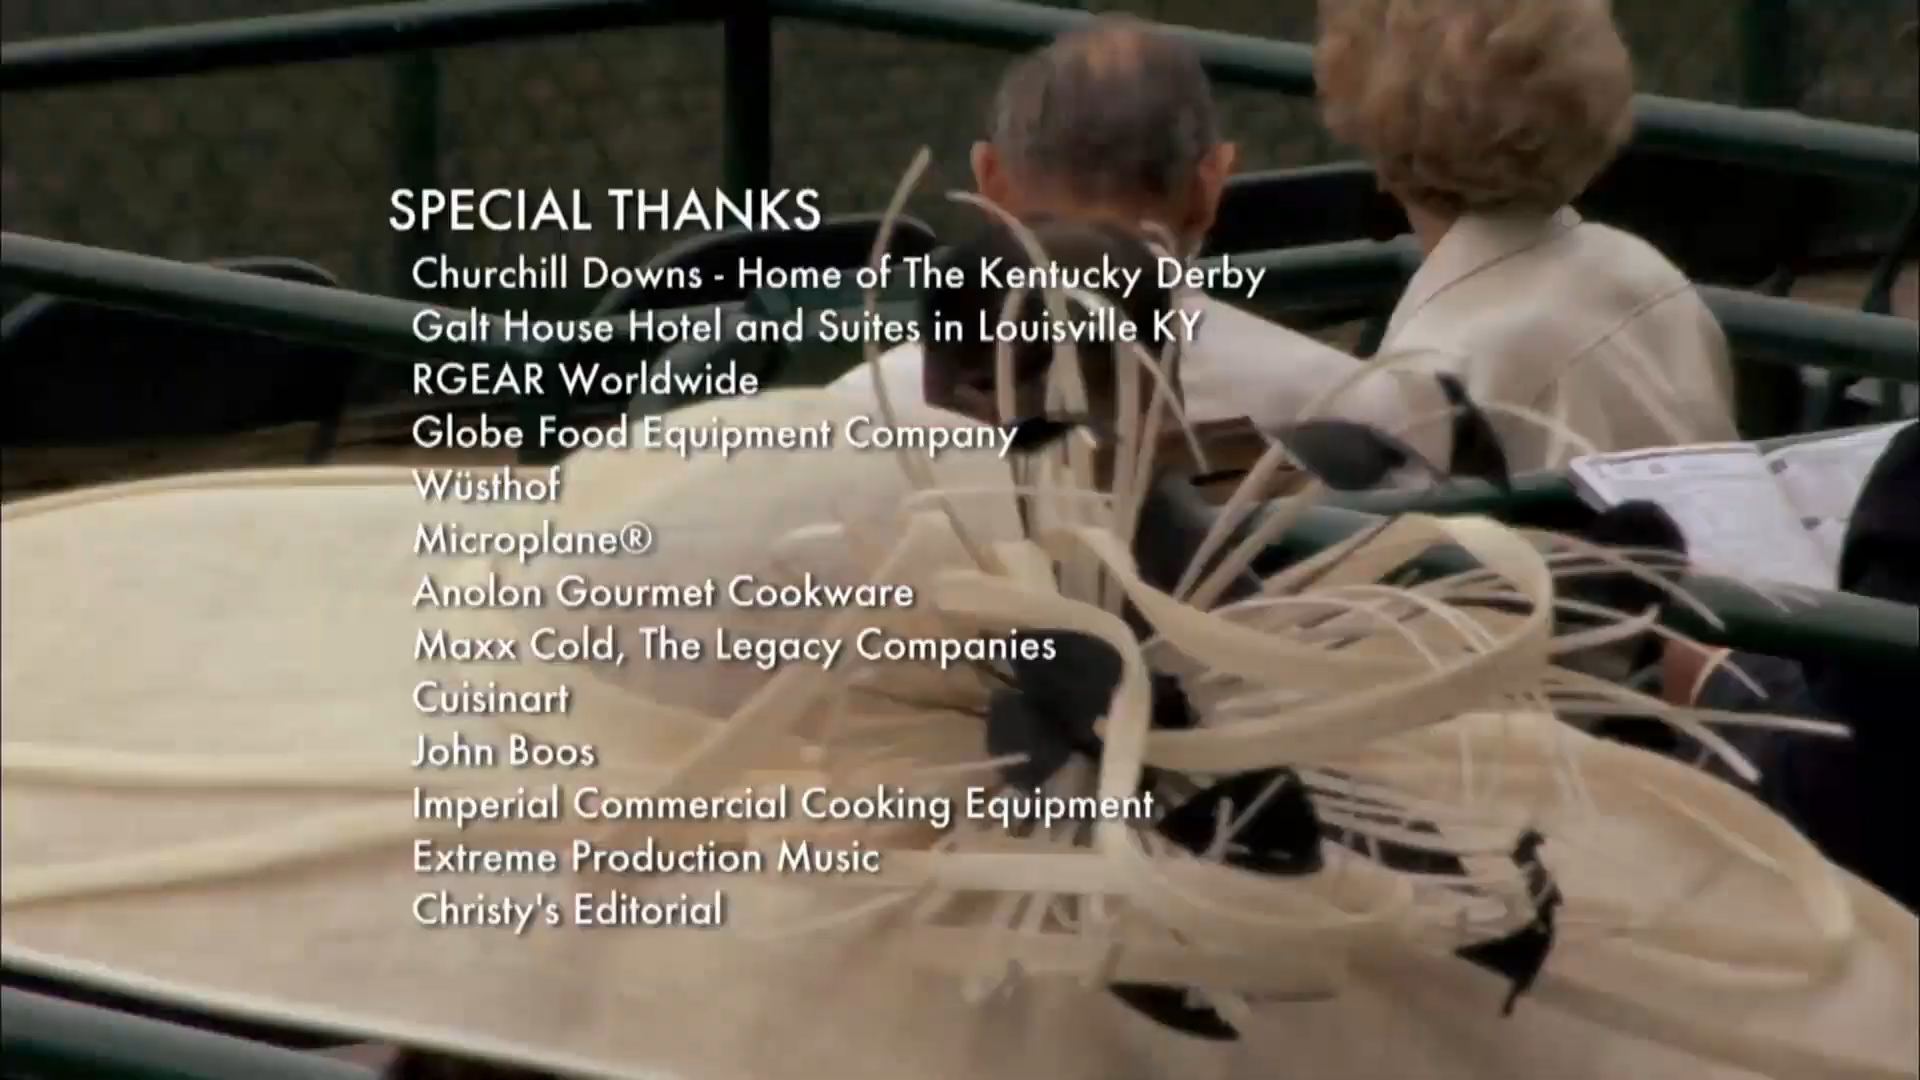 SPECIAL THANKS
Churchill Downs - Home of The Kentucky Derby
Galt House Hotel and Suites in Louisville KY
RGEAR Worldwide
Globe Food Equipment Company
Wüsthof
Microplane®
Anolon Gourmet Cookware
Maxx Cold, The Legacy Companies
Cuisinart
John Boos
Imperial Commercial Cooking Equipment
Extreme Production Music
Christy's Editorial